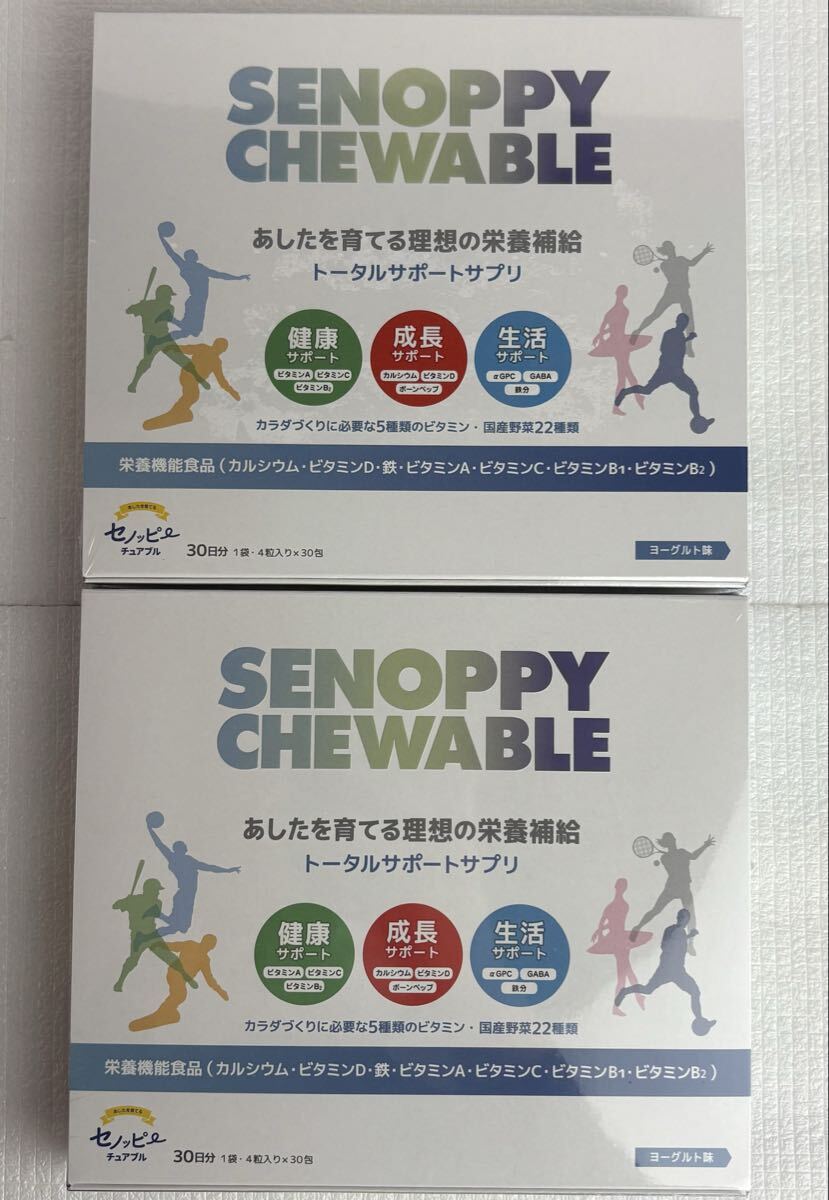 SENOPPY
CHEWABLE
あしたを育てる理想の栄養補給
トータルサポートサプリ
健康 成長 生活
サポート サポート サポート
ビタミンA ビタミンC カルシウム ビタミンD αGPC GABA
ビタミンB2 ボーンペップ 鉄分
カラダづくりに必要な5種類のビタミン・国産野菜22種類
栄養機能食品（カルシウム・ビタミンD・鉄・ビタミンA・ビタミンC・ビタミンB1・ビタミンB2）
あしたを育てる
セノッピー
チュアブル 30日分 1袋・4粒入り×30包 ヨーグルト味
SENOPPY
CHEWABLE
あしたを育てる理想の栄養補給
トータルサポートサプリ
健康 成長 生活
サポート サポート サポート
ビタミンA ビタミンC カルシウム ビタミンD αGPC GABA
ビタミンB2 ボーンペップ 鉄分
カラダづくりに必要な5種類のビタミン・国産野菜22種類
栄養機能食品（カルシウム・ビタミンD・鉄・ビタミンA・ビタミンC・ビタミンB1・ビタミンB2）
あしたを育てる
セノッピー
チュアブル 30日分 1袋・4粒入り×30包 ヨーグルト味